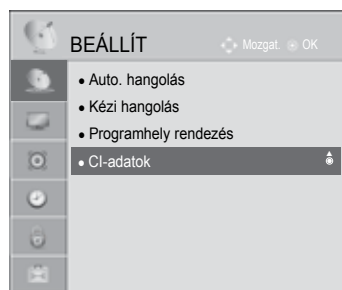 BEÁLLÍT
Mozgat. OK
• Auto. hangolás
• Kézi hangolás
• Programhely rendezés
• CI-adatok